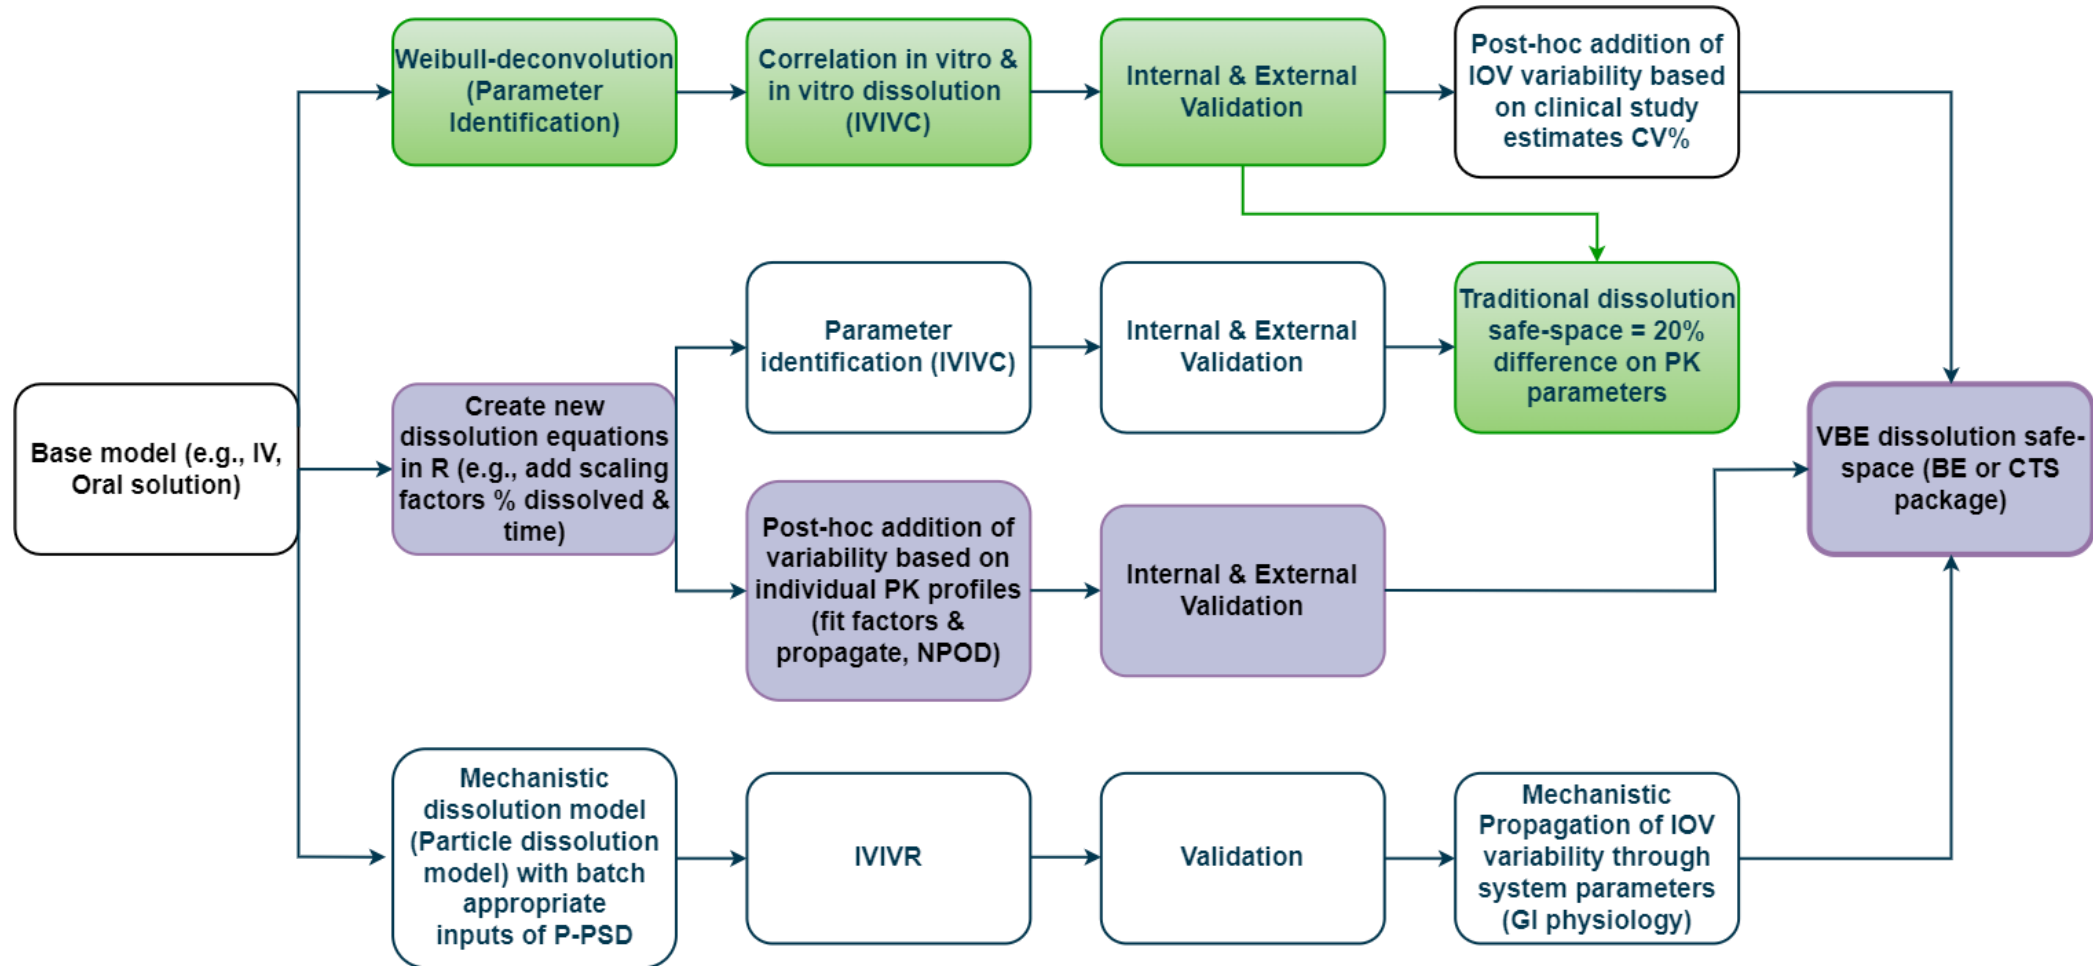 Weibull-deconvolution
(Parameter
Identification)
Correlation in vitro &
in vitro dissolution
(IVIVC)
Internal & External
Validation
Post-hoc addition of
IOV variability based
on clinical study
estimates CV%
Parameter
identification (IVIVC)
Internal & External
Validation
Traditional dissolution
safe-space = 20%
difference on PK
parameters
Base model (e.g., IV,
Oral solution)
Create new
dissolution equations
in R (e.g., add scaling
factors % dissolved &
time)
Post-hoc addition of
variability based on
individual PK profiles
(fit factors &
propagate, NPOD)
Internal & External
Validation
VBE dissolution safe-
space (BE or CTS
package)
Mechanistic
dissolution model
(Particle dissolution
model) with batch
appropriate
inputs of P-PSD
IVIVR
Validation
Mechanistic
Propagation of IOV
variability through
system parameters
(GI physiology)